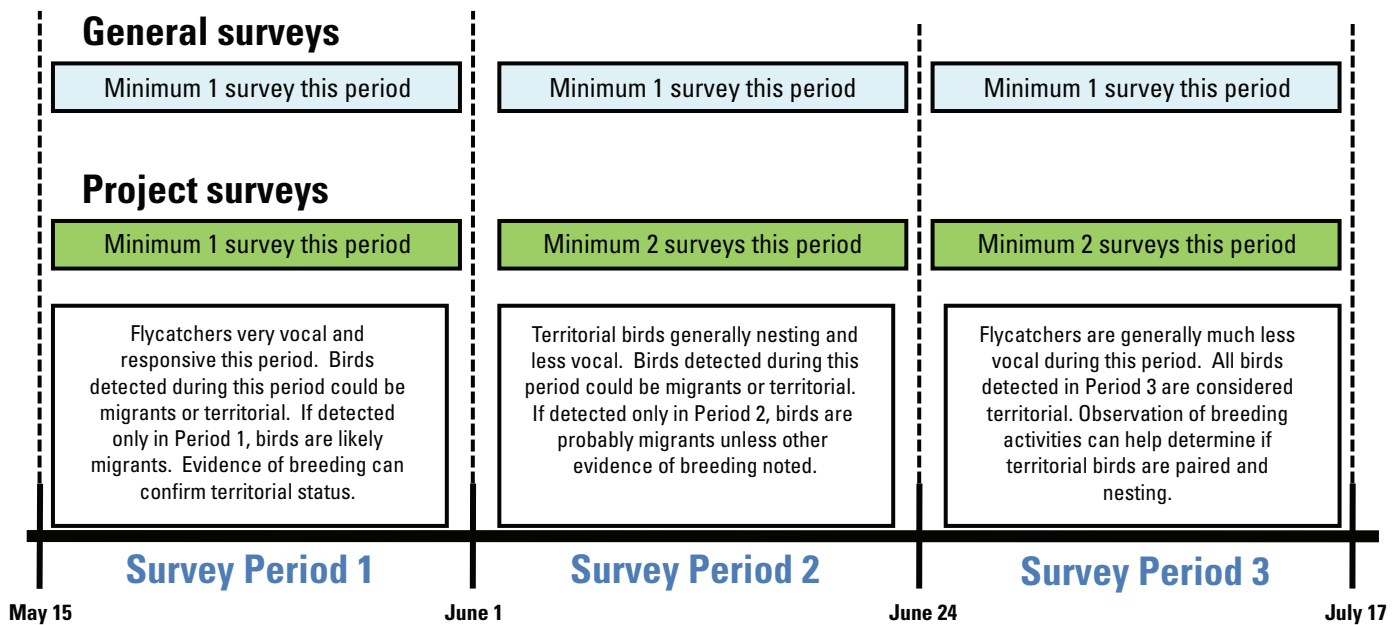 General surveys
Minimum 1 survey this period
Minimum 1 survey this period
Minimum 1 survey this period
Project surveys
Minimum 1 survey this period
Minimum 2 surveys this period
Minimum 2 surveys this period
Flycatchers very vocal and
responsive this period. Birds
detected during this period could be
migrants or territorial. If detected
only in Period 1, birds are likely
migrants. Evidence of breeding can
confirm territorial status.
Territorial birds generally nesting and
less vocal. Birds detected during this
period could be migrants or territorial.
If detected only in Period 2, birds are
probably migrants unless other
evidence of breeding noted.
Flycatchers are generally much less
vocal during this period. All birds
detected in Period 3 are considered
territorial. Observation of breeding
activities can help determine if
territorial birds are paired and
nesting.
Survey Period 1
Survey Period 2
Survey Period 3
May 15
June 1
June 24
July 17